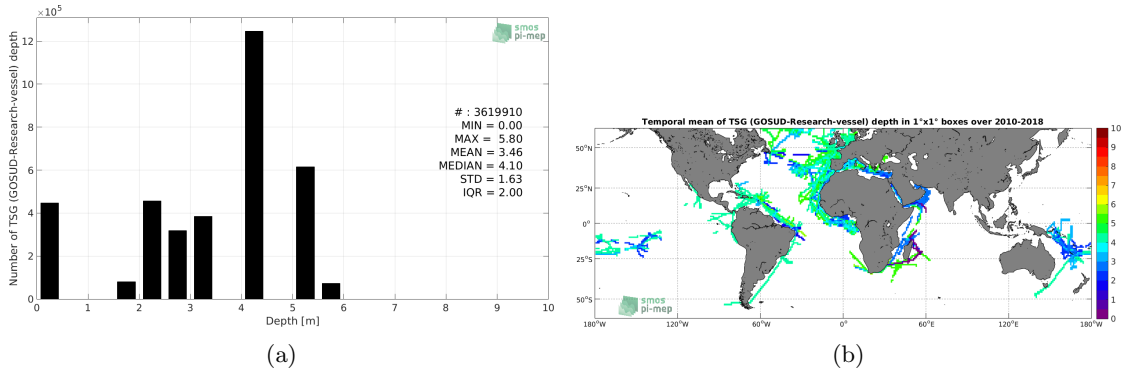 ×10⁵
12
10
8
6
4
2
0
Number of TSG (GOSUD-Research-vessel) depth
0 1 2 3 4 5 6 7 8 9 10
Depth [m]
smos
pi-mep
# : 3619910
MIN = 0.00
MAX = 5.80
MEAN = 3.46
MEDIAN = 4.10
STD = 1.63
IQR = 2.00
(a)
Temporal mean of TSG (GOSUD-Research-vessel) depth in 1°x1° boxes over 2010-2018
50°N
25°N
0°
25°S
50°S
180°W 120°W 60°W 0° 60°E 120°E 180°E
smos
pi-mep
10
9
8
7
6
5
4
3
2
1
0
(b)